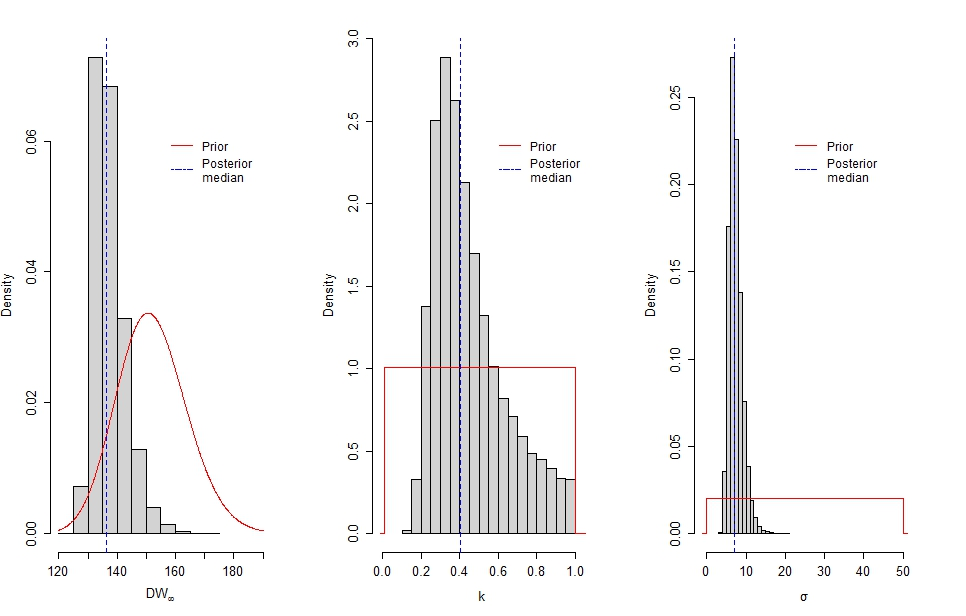 Density
0.00
0.02
0.04
0.06
Prior
Posterior
median
120 140 160 180
DW∞
Density
0.0
0.5
1.0
1.5
2.0
2.5
3.0
Prior
Posterior
median
0.0 0.2 0.4 0.6 0.8 1.0
k
Density
0.00
0.05
0.10
0.15
0.20
0.25
Prior
Posterior
median
0 10 20 30 40 50
σ